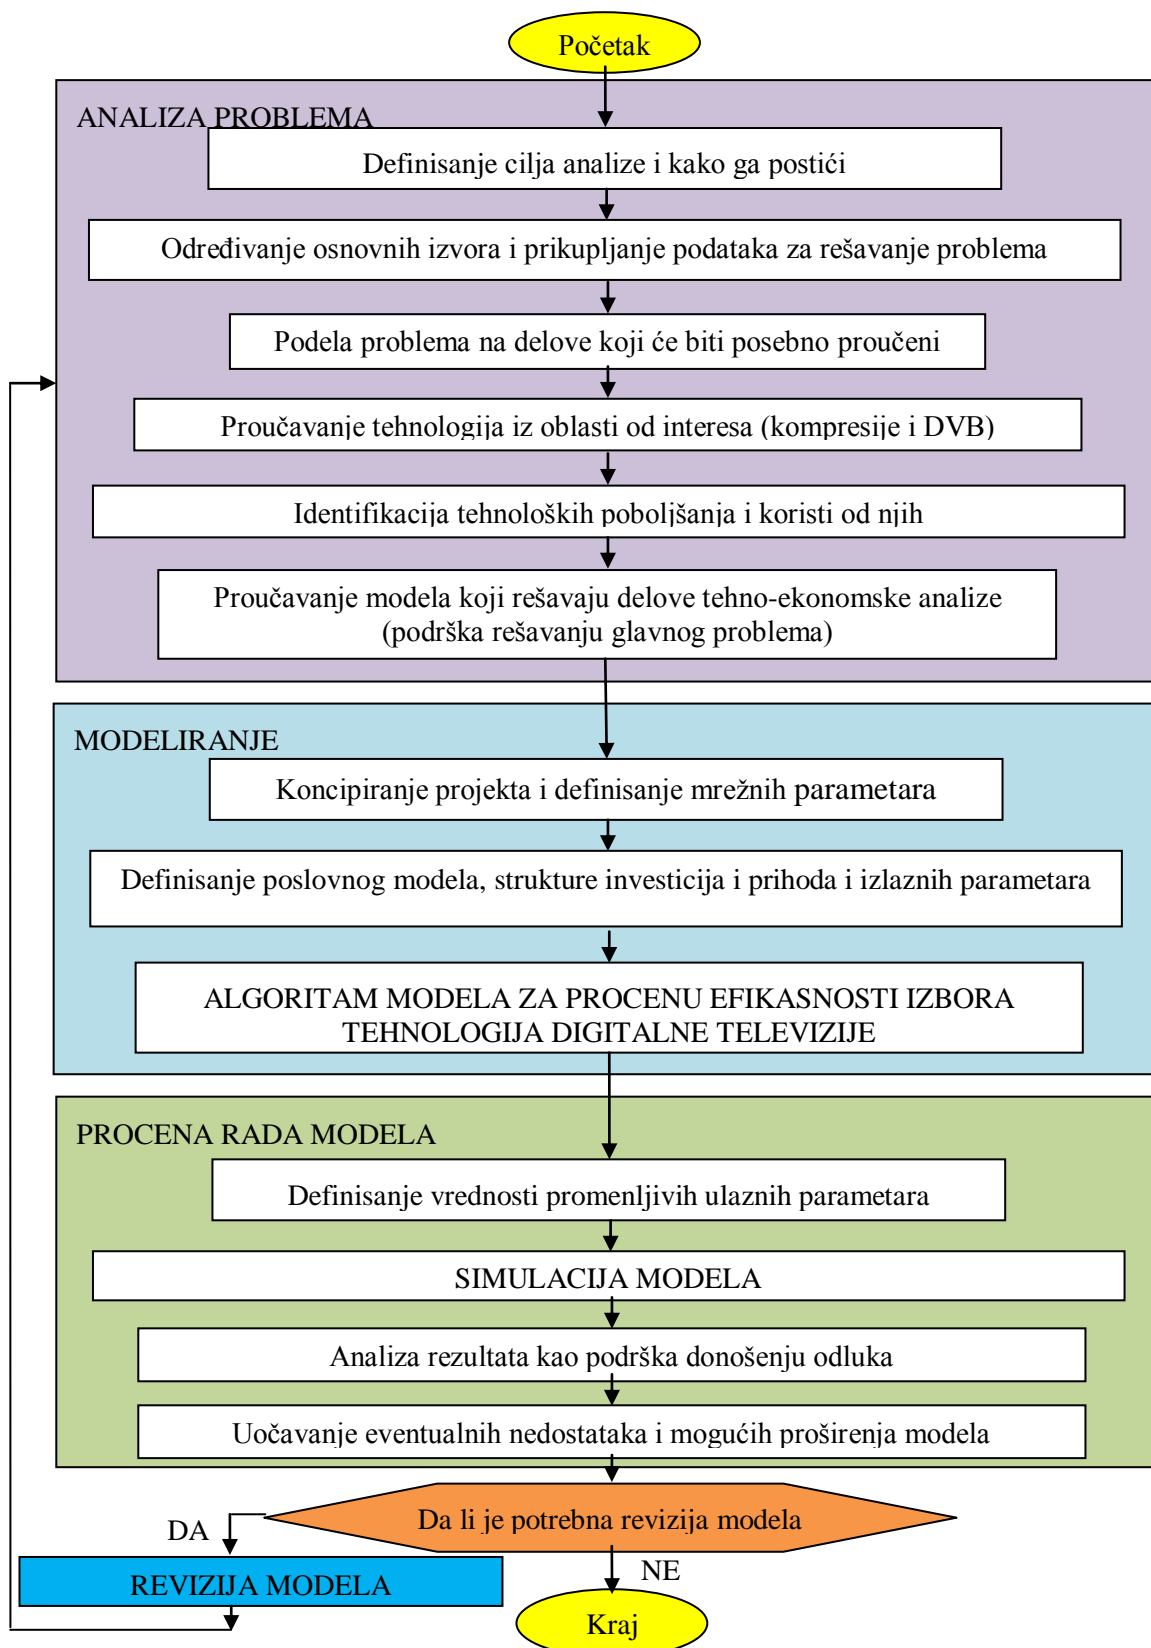 Početak
ANALIZA PROBLEMA
Definisanje cilja analize i kako ga postići
Određivanje osnovnih izvora i prikupljanje podataka za rešavanje problema
Podela problema na delove koji će biti posebno proučeni
Proučavanje tehnologija iz oblasti od interesa (kompresije i DVB)
Identifikacija tehnoloških poboljšanja i koristi od njih
Proučavanje modela koji rešavaju delove tehno-ekonomske analize
(podrška rešavanju glavnog problema)
MODELIRANJE
Koncipiranje projekta i definisanje mrežnih parametara
Definisanje poslovnog modela, strukture investicija i prihoda i izlaznih parametara
ALGORITAM MODELA ZA PROCENU EFIKASNOSTI IZBORA
TEHNOLOGIJA DIGITALNE TELEVIZIJE
PROCENA RADA MODELA
Definisanje vrednosti promenljivih ulaznih parametara
SIMULACIJA MODELA
Analiza rezultata kao podrška donošenju odluka
Uočavanje eventualnih nedostataka i mogućih proširenja modela
Da li je potrebna revizija modela
DA
NE
REVIZIJA MODELA
Kraj